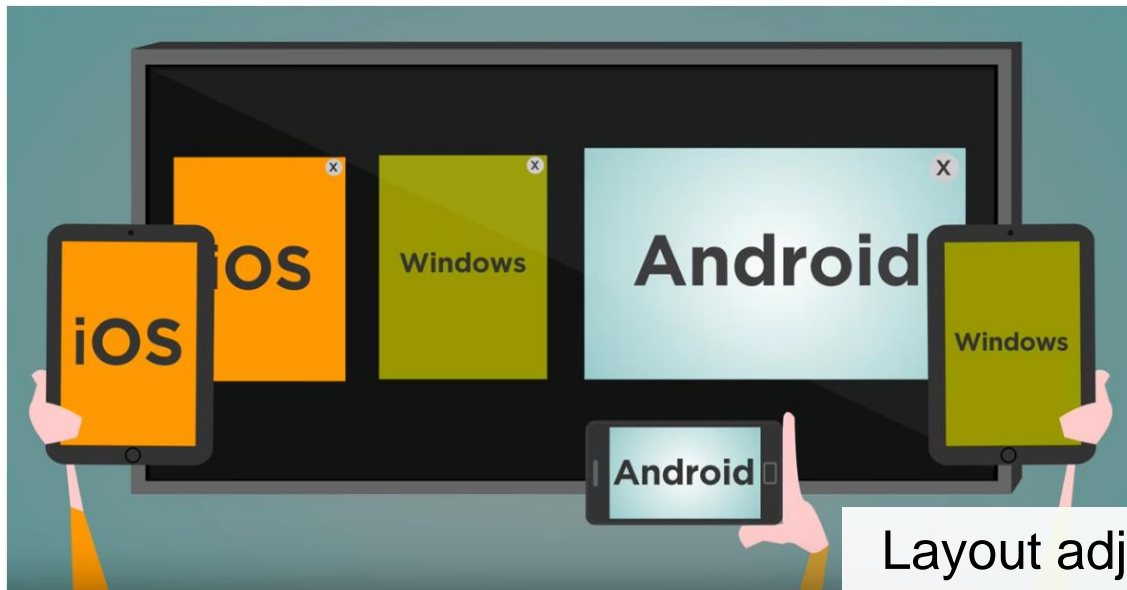 X
X
X
iOS
Windows
Android
iOS
Windows
Android
Layout adj